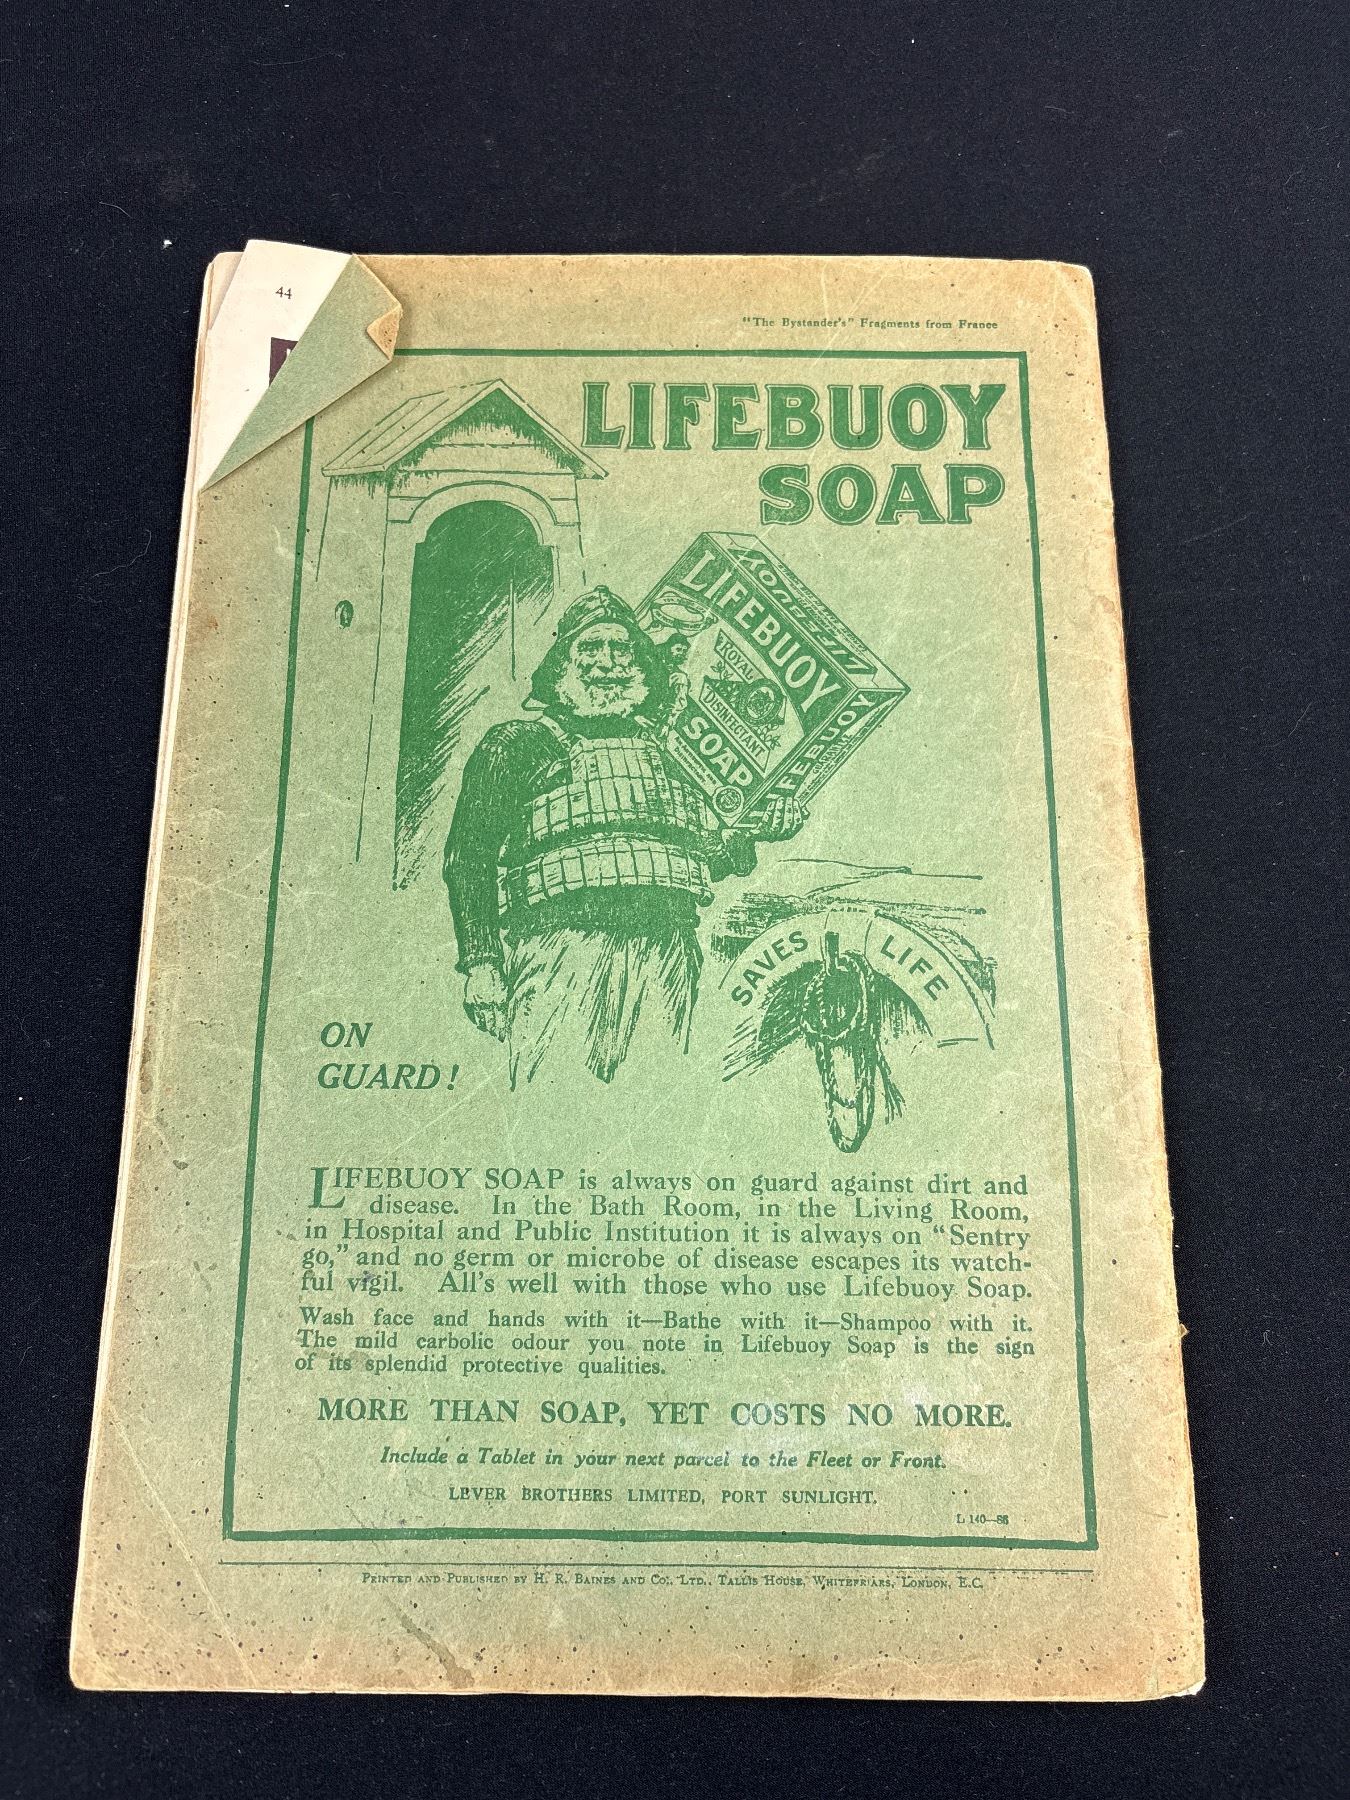 44
"The Bystander's" Fragments from France
LIFEBUOY
SOAP
LIFEBUOY
LIFEBUOY
ROYAL
DISINFECTANT
SOAP
LIFEBUOY
SAVES LIFE
ON
GUARD!
LIFEBUOY SOAP is always on guard against dirt and
disease. In the Bath Room, in the Living Room,
in Hospital and Public Institution it is always on "Sentry
go," and no germ or microbe of disease escapes its watch-
ful vigil. All's well with those who use Lifebuoy Soap.
Wash face and hands with it—Bathe with it—Shampoo with it.
The mild carbolic odour you note in Lifebuoy Soap is the sign
of its splendid protective qualities.
MORE THAN SOAP, YET COSTS NO MORE.
Include a Tablet in your next parcel to the Fleet or Front.
LEVER BROTHERS LIMITED, PORT SUNLIGHT.
L 140—86
PRINTED AND PUBLISHED BY H. R. BAINES AND CO., LTD., TALLIS HOUSE, WHITEFRIARS, LONDON, E.C.